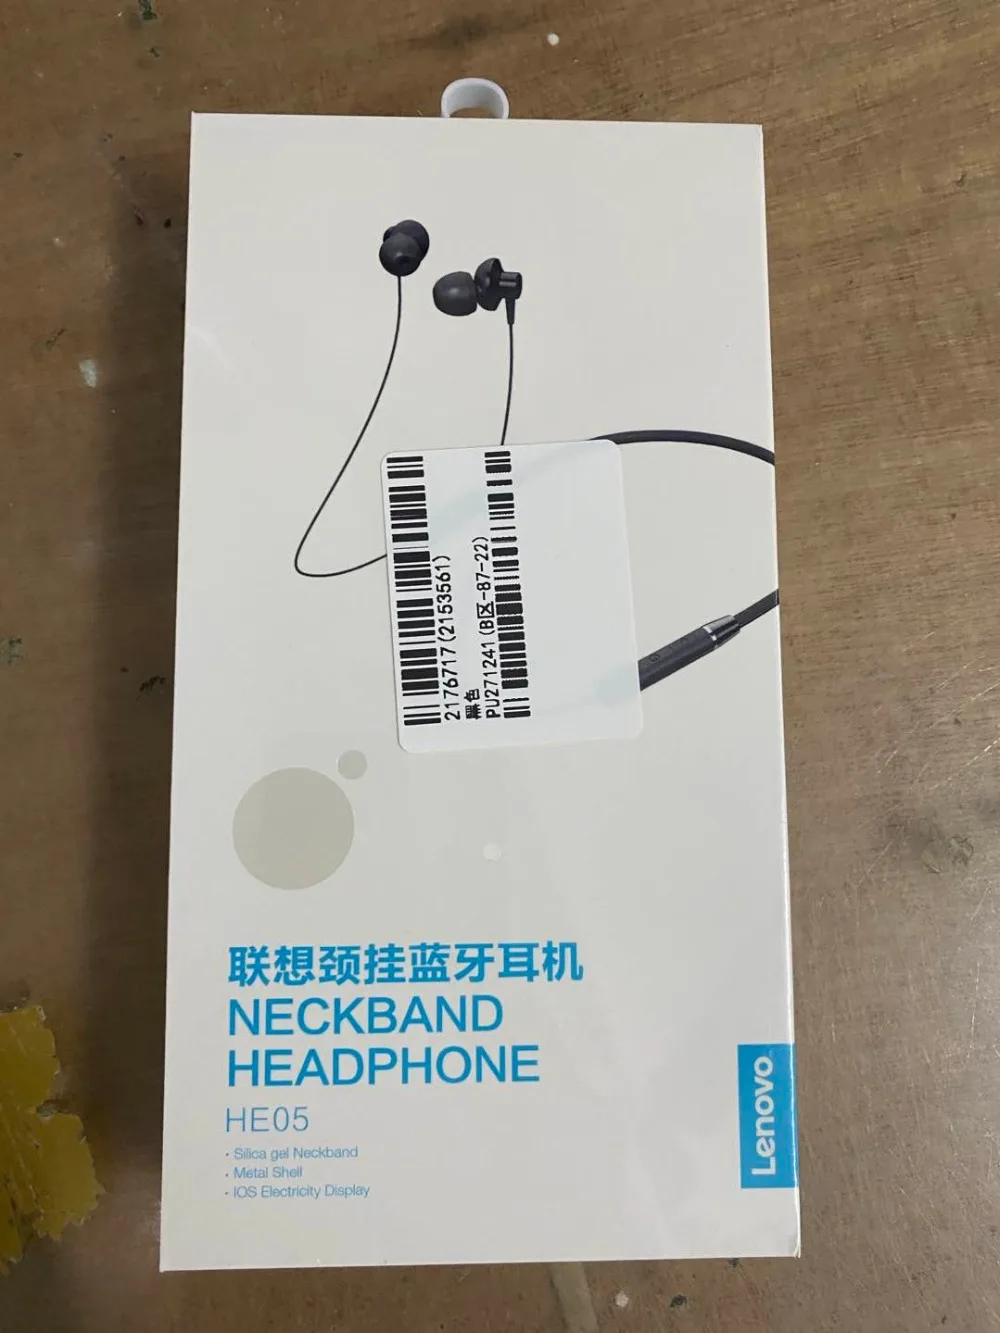 2176717(2153561)
黑色
PU271241(B区-87-22)
联想颈挂蓝牙耳机
NECKBAND
HEADPHONE
HE05
· Silica gel Neckband
· Metal Shell
· IOS Electricity Display
Lenovo